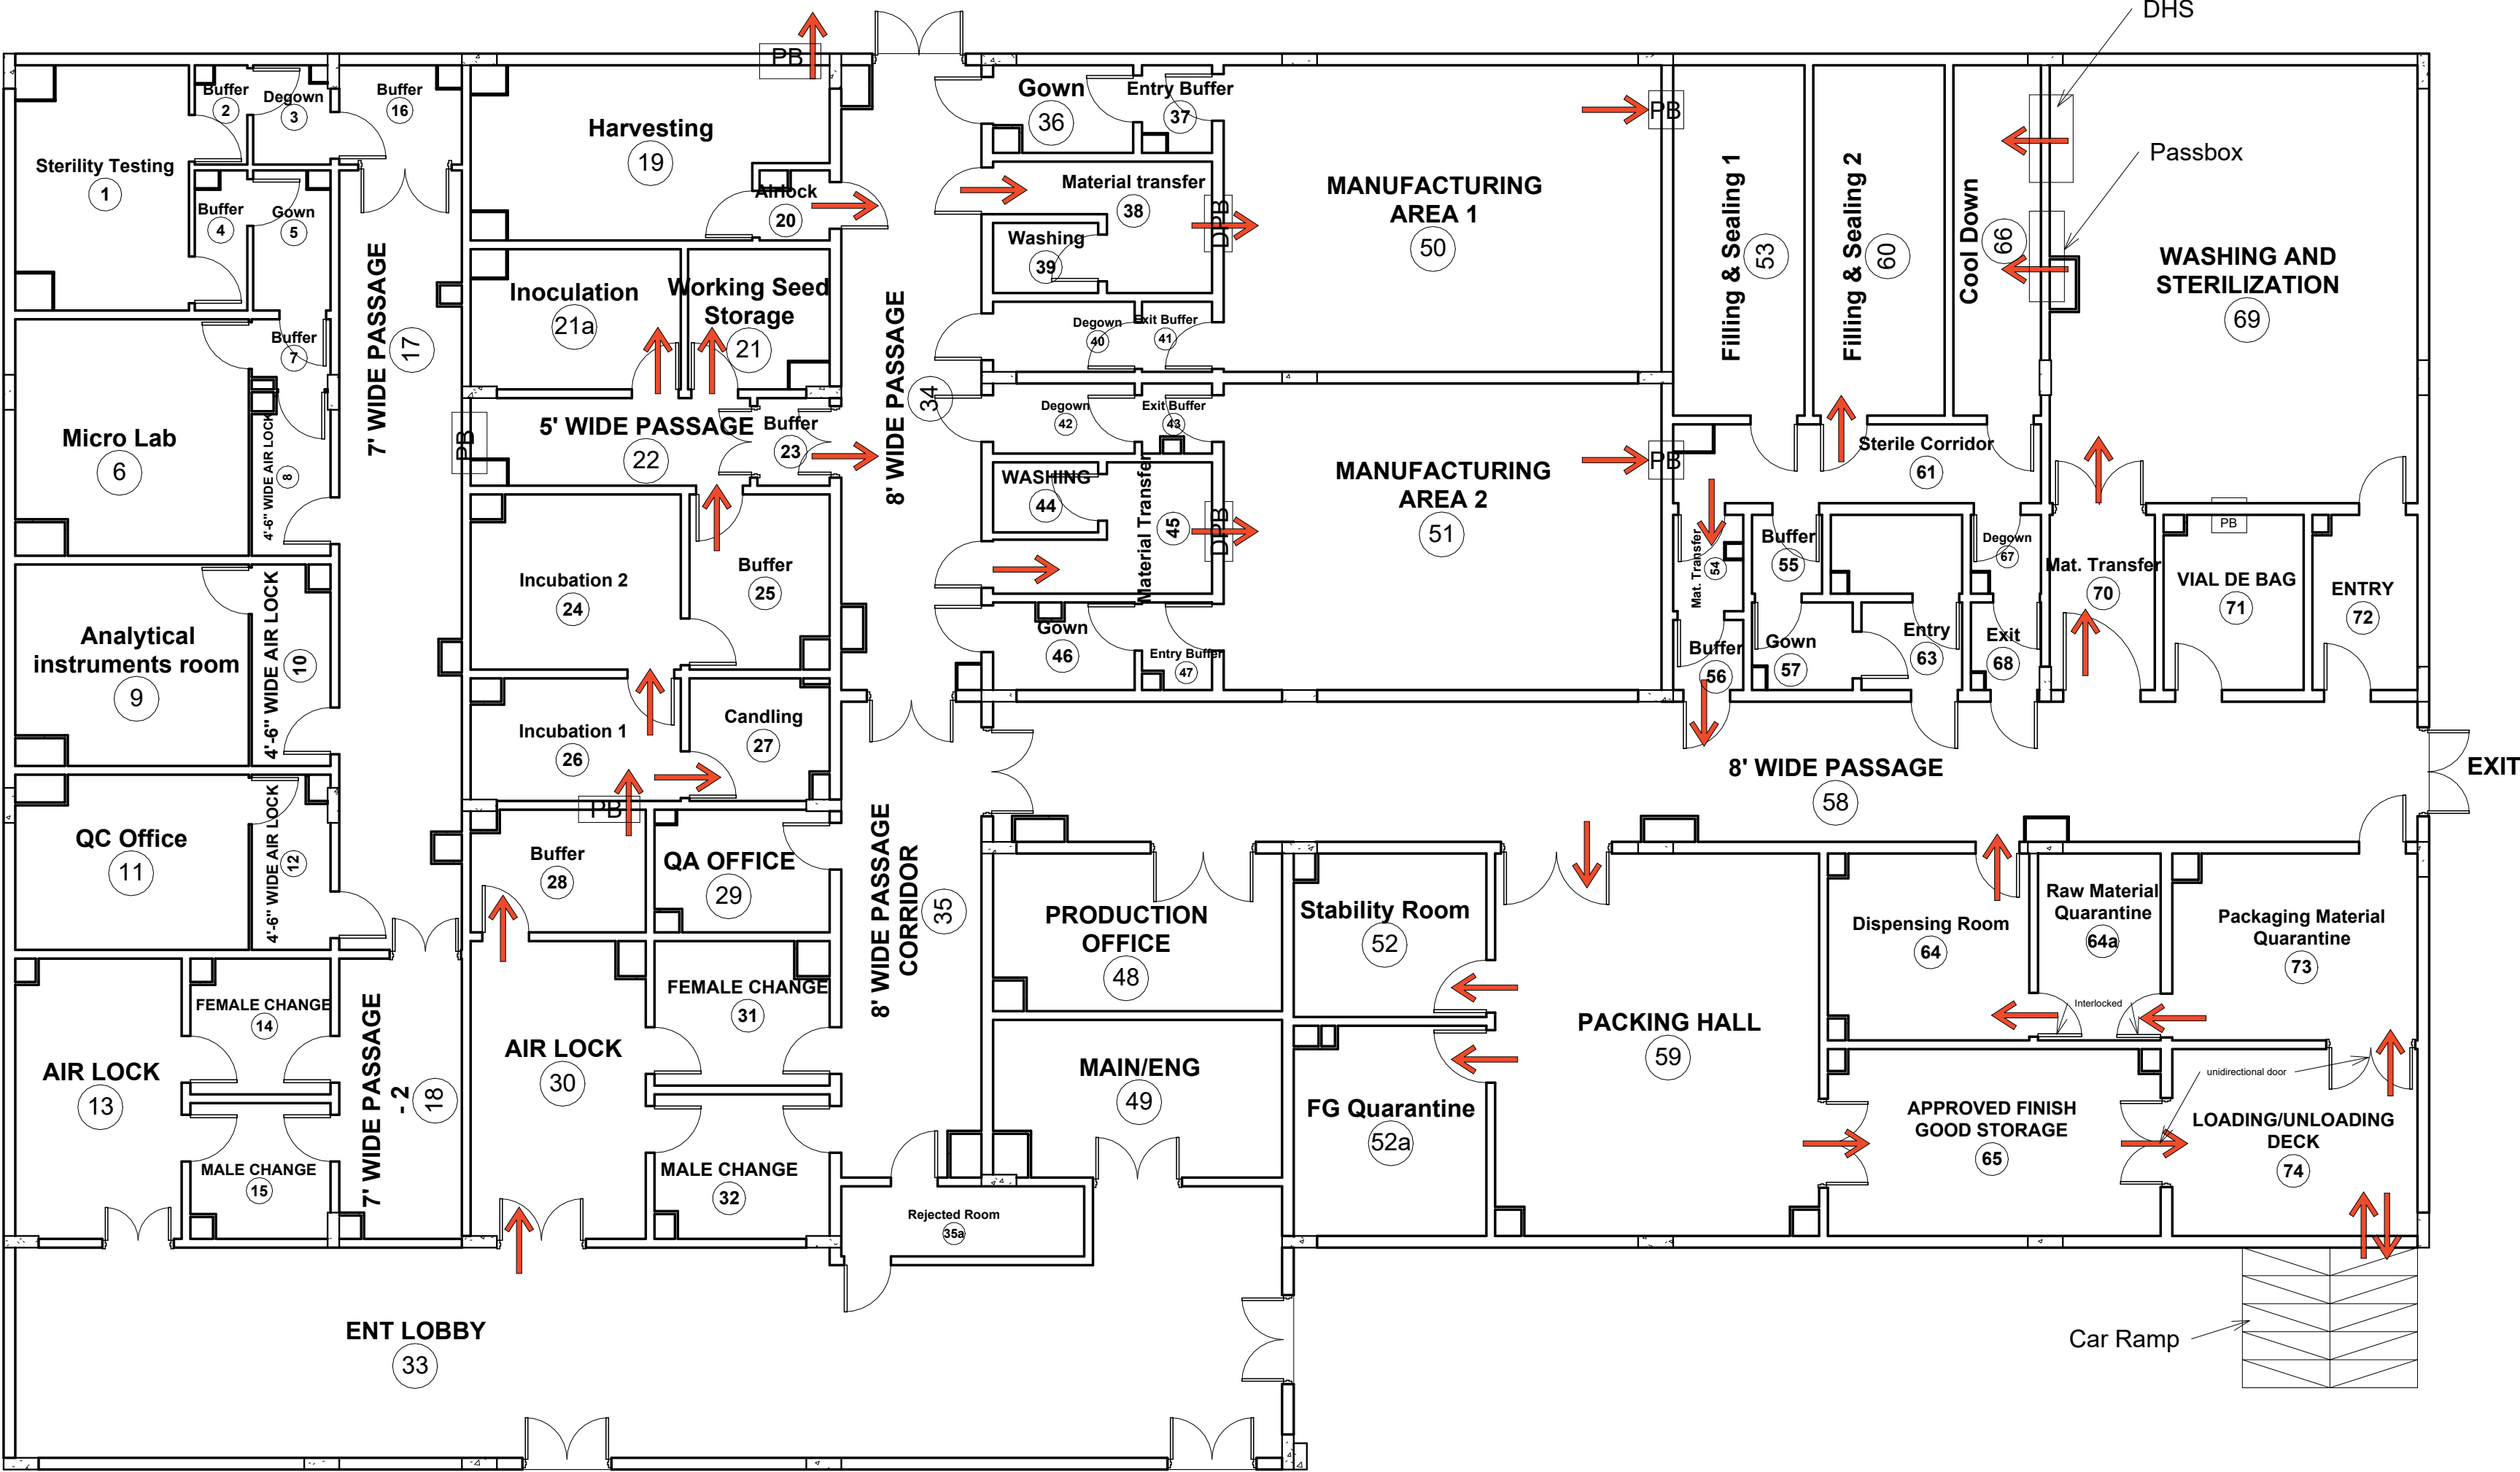 DHS
Passbox
PB
Buffer
2
Degown
3
Buffer
16
Sterility Testing
1
Buffer
4
Gown
5
Harvesting
19
Airlock
20
Gown
36
Entry Buffer
37
Material transfer
38
DPB
Washing
39
Degown
40
Exit Buffer
41
MANUFACTURING
AREA 1
50
PB
Filling & Sealing 1
53
Filling & Sealing 2
60
Cool Down
66
WASHING AND
STERILIZATION
69
7' WIDE PASSAGE
17
Inoculation
21a
Working Seed
Storage
21
8' WIDE PASSAGE
34
Buffer
7
Micro Lab
6
4'-6" WIDE AIR LOCK
8
PB
5' WIDE PASSAGE
22
Buffer
23
Degown
42
Exit Buffer
43
WASHING
44
Material Transfer
45
DPB
MANUFACTURING
AREA 2
51
PB
Sterile Corridor
61
Mat. Transfer
54
Buffer
55
Degown
67
Mat. Transfer
70
PB
VIAL DE BAG
71
ENTRY
72
Incubation 2
24
Buffer
25
Analytical
instruments room
9
4'-6" WIDE AIR LOCK
10
Gown
46
Entry Buffer
47
Buffer
56
Gown
57
Entry
63
Exit
68
Incubation 1
26
Candling
27
PB
8' WIDE PASSAGE
58
EXIT
QC Office
11
4'-6" WIDE AIR LOCK
12
Buffer
28
QA OFFICE
29
8' WIDE PASSAGE
CORRIDOR
35
PRODUCTION
OFFICE
48
Stability Room
52
PACKING HALL
59
Dispensing Room
64
Raw Material
Quarantine
64a
Interlocked
Packaging Material
Quarantine
73
FEMALE CHANGE
14
AIR LOCK
13
MALE CHANGE
15
7' WIDE PASSAGE
- 2
18
AIR LOCK
30
FEMALE CHANGE
31
MALE CHANGE
32
MAIN/ENG
49
FG Quarantine
52a
APPROVED FINISH
GOOD STORAGE
65
unidirectional door
LOADING/UNLOADING
DECK
74
Rejected Room
35a
ENT LOBBY
33
Car Ramp